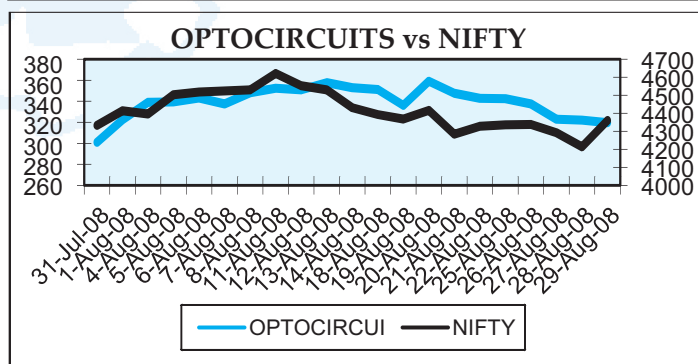 OPTOCIRCUITS vs NIFTY
380
360
340
320
300
280
260
4700
4600
4500
4400
4300
4200
4100
4000
31-Jul-08
1-Aug-08
4-Aug-08
5-Aug-08
6-Aug-08
7-Aug-08
8-Aug-08
11-Aug-08
12-Aug-08
13-Aug-08
14-Aug-08
18-Aug-08
19-Aug-08
20-Aug-08
21-Aug-08
22-Aug-08
25-Aug-08
26-Aug-08
27-Aug-08
28-Aug-08
29-Aug-08
OPTOCIRCUI NIFTY